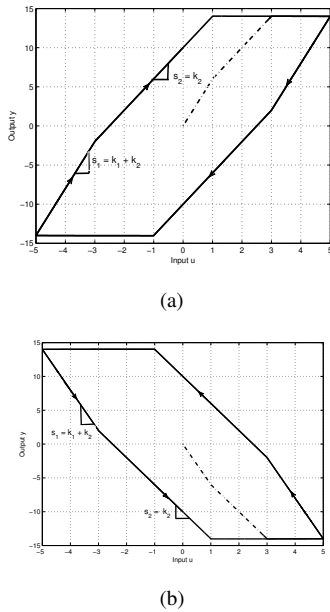 15
10
5
0
−5
−10
−15
Output y
s₂ = k₂
s₁ = k₁ + k₂
−5 −4 −3 −2 −1 0 1 2 3 4 5
Input u
(a)
15
10
5
0
−5
−10
−15
Output y
s₁ = k₁ + k₂
s₂ = k₂
−5 −4 −3 −2 −1 0 1 2 3 4 5
Input u
(b)